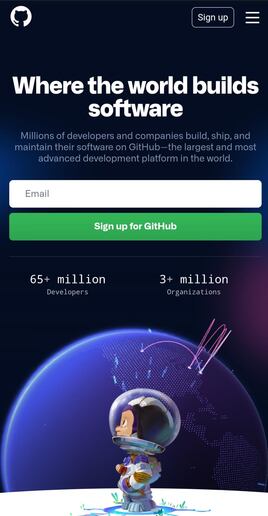 Sign up
Where the world builds
software
Millions of developers and companies build, ship, and
maintain their software on GitHub—the largest and most
advanced development platform in the world.
Email
Sign up for GitHub
65+ million
3+ million
Developers
Organizations